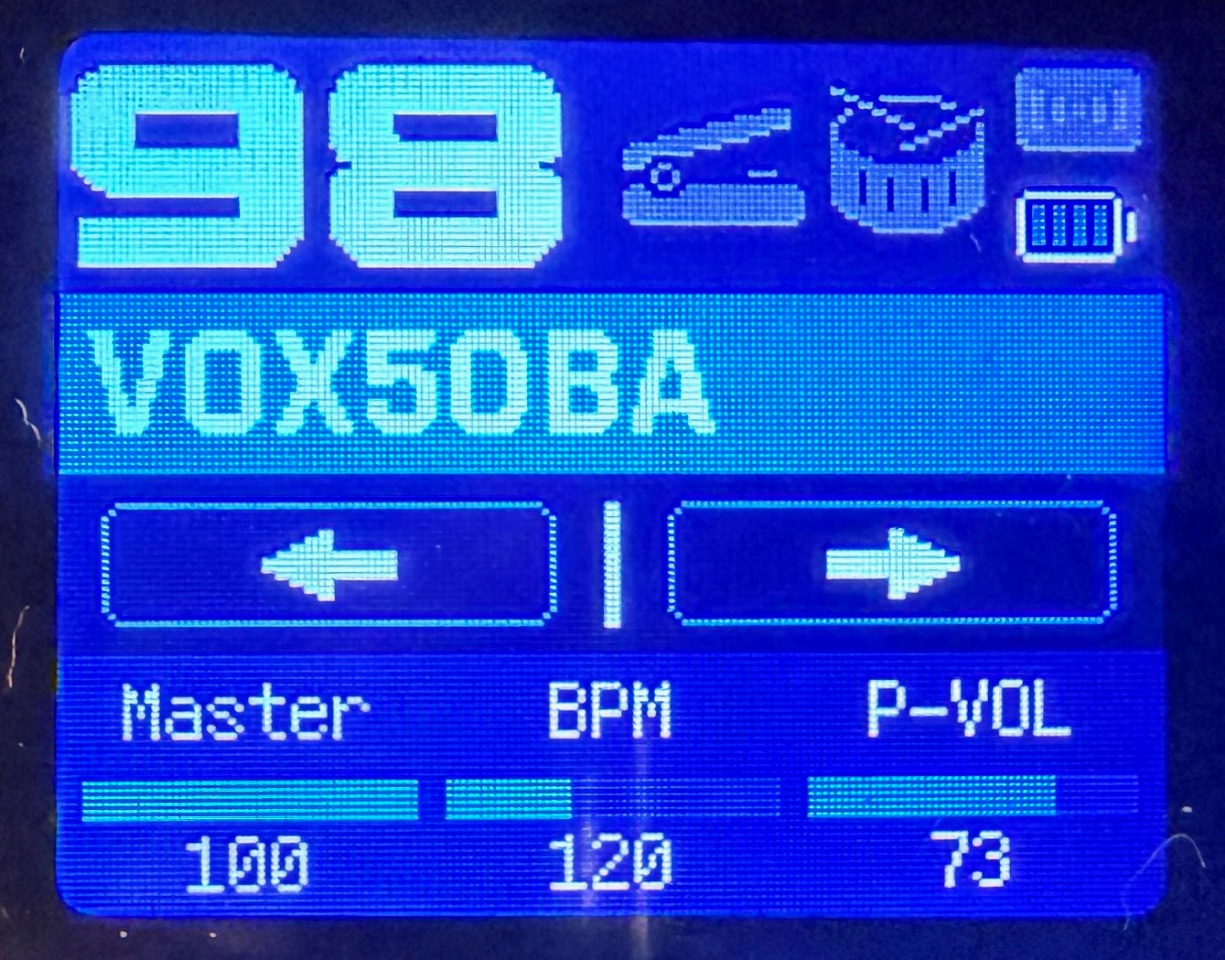 98
VOX50BA
Master BPM P-VOL
100 120 73